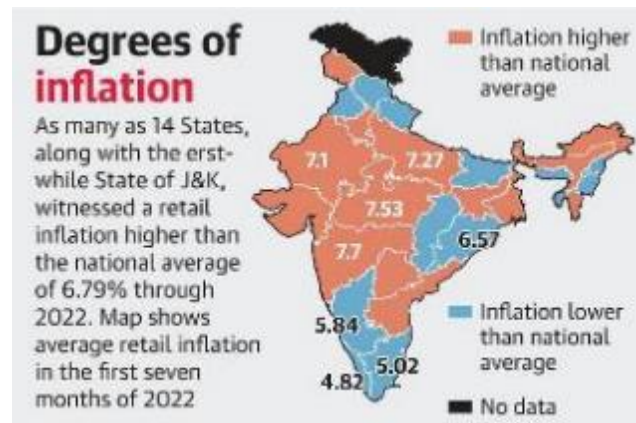 Degrees of
inflation
As many as 14 States,
along with the erst-
while State of J&K,
witnessed a retail
inflation higher than
the national average
of 6.79% through
2022. Map shows
average retail inflation
in the first seven
months of 2022
Inflation higher
than national
average
7.1
7.27
7.53
6.57
7.7
5.84
5.02
4.82
Inflation lower
than national
average
No data